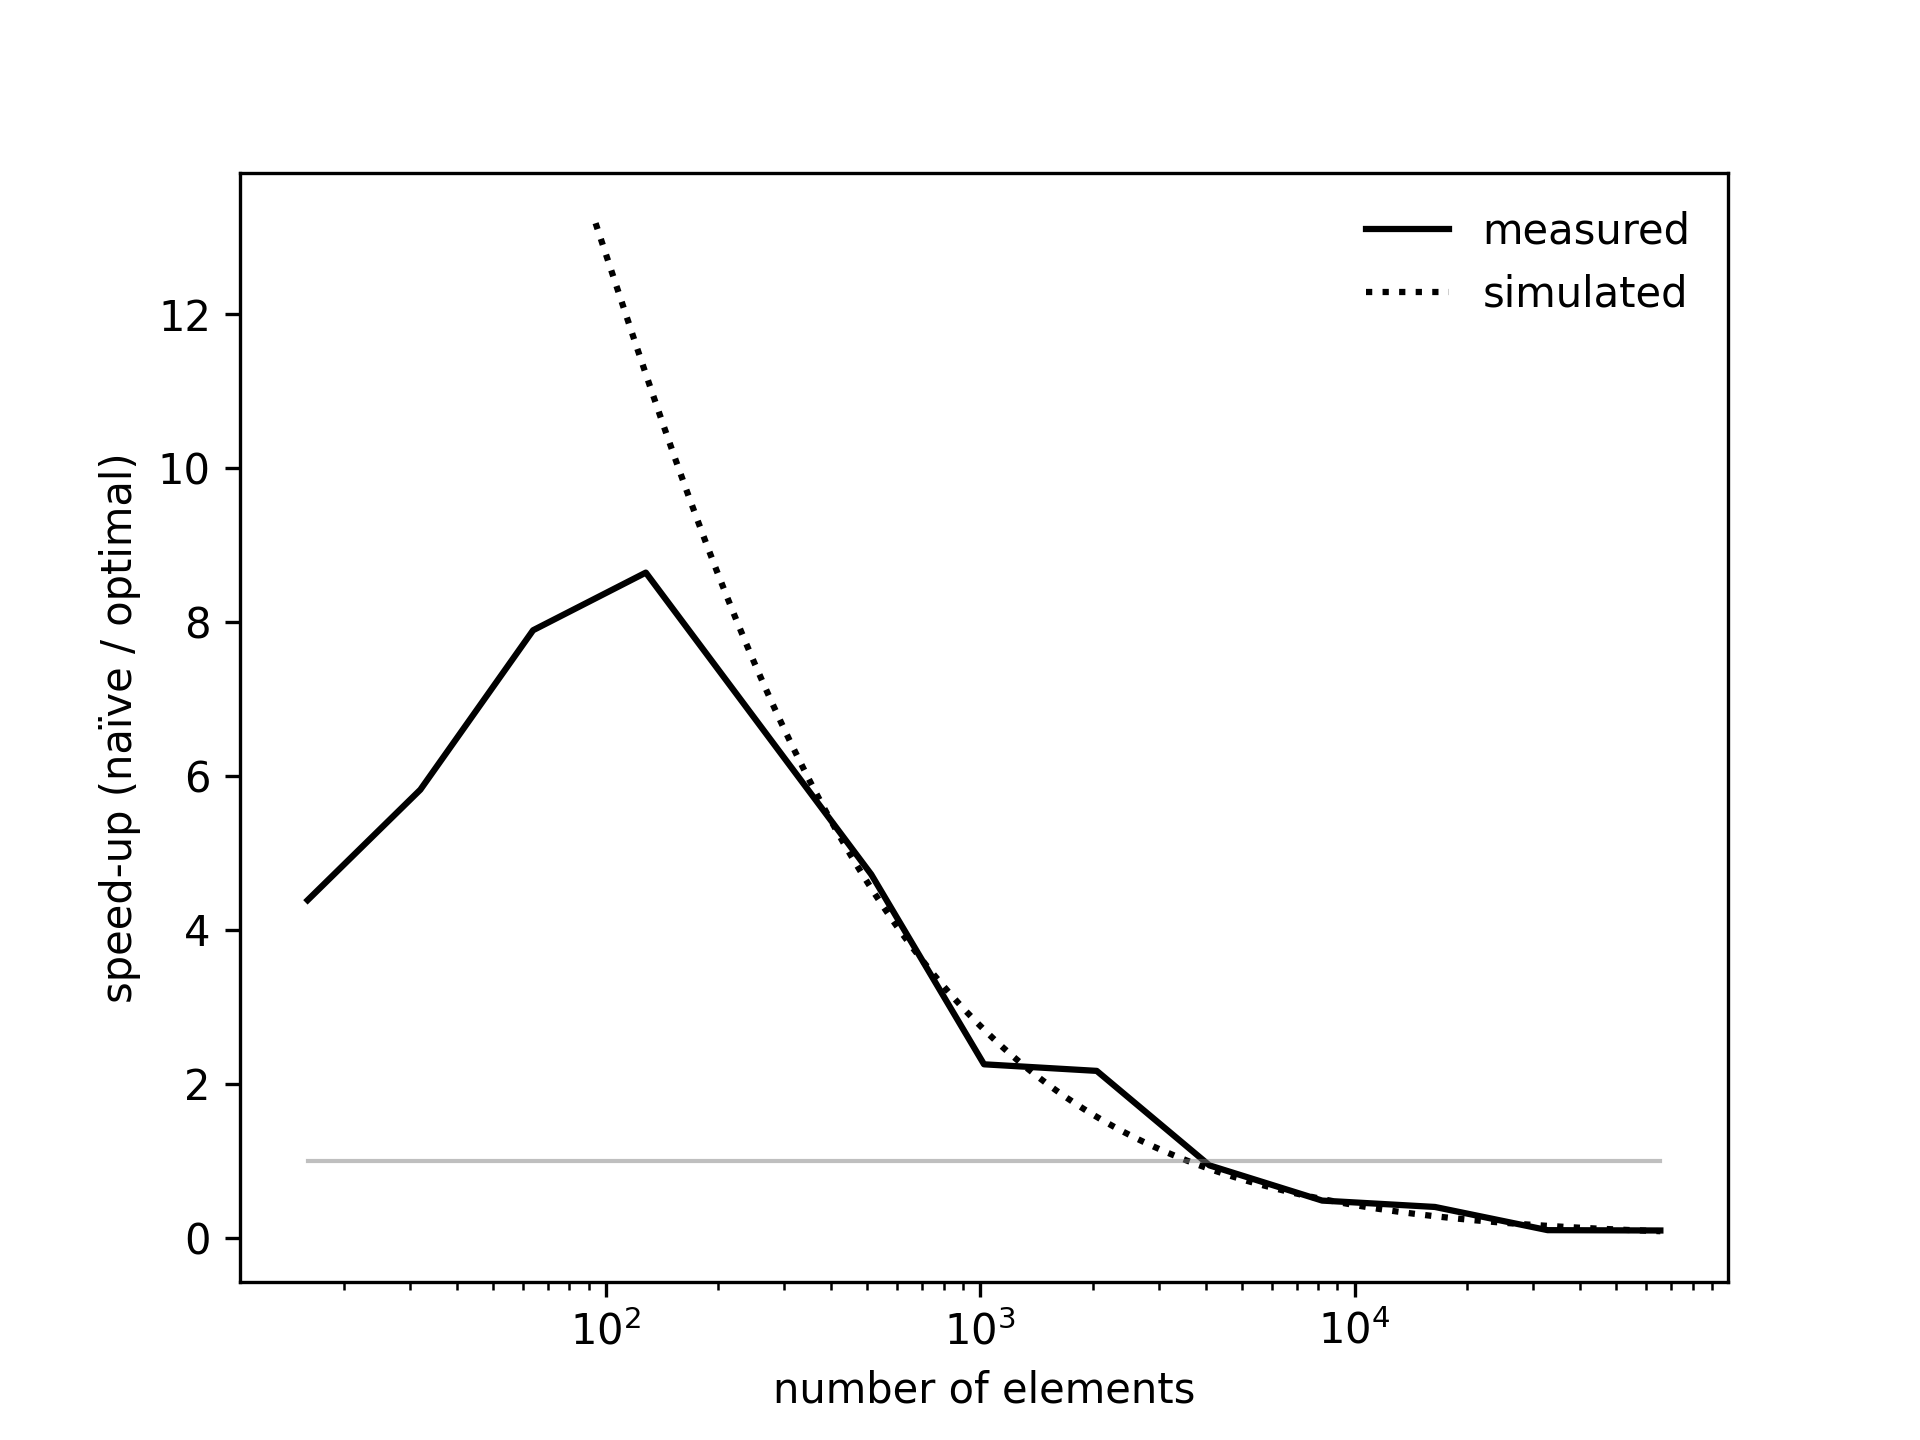 measured
simulated
12
10
8
6
4
2
0
speed-up (naïve / optimal)
10²
10³
10⁴
number of elements